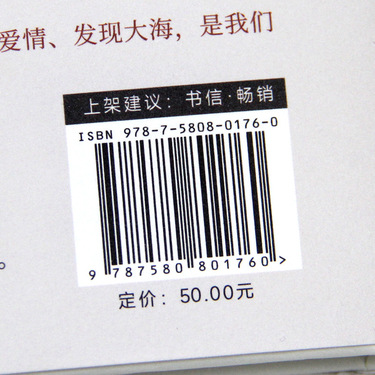 爱情、发现大海，是我们
上架建议：书信·畅销
ISBN 978-7-5808-0176-0
9 787580 801760>
。
定价：50.00元